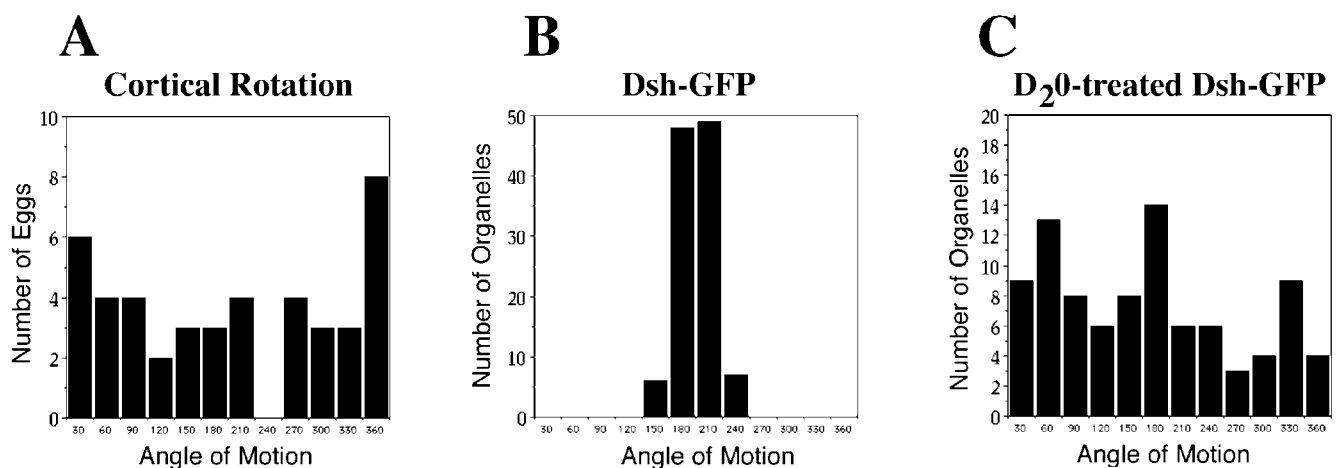 A
Cortical Rotation
Number of Eggs
10
8
6
4
2
0
30 60 90 120 150 180 210 240 270 300 330 360
Angle of Motion
B
Dsh-GFP
Number of Organelles
50
40
30
20
10
0
30 60 90 120 150 180 210 240 270 300 330 360
Angle of Motion
C
D20-treated Dsh-GFP
Number of Organelles
20
18
16
14
12
10
8
6
4
2
0
30 60 90 120 150 180 210 240 270 300 330 360
Angle of Motion